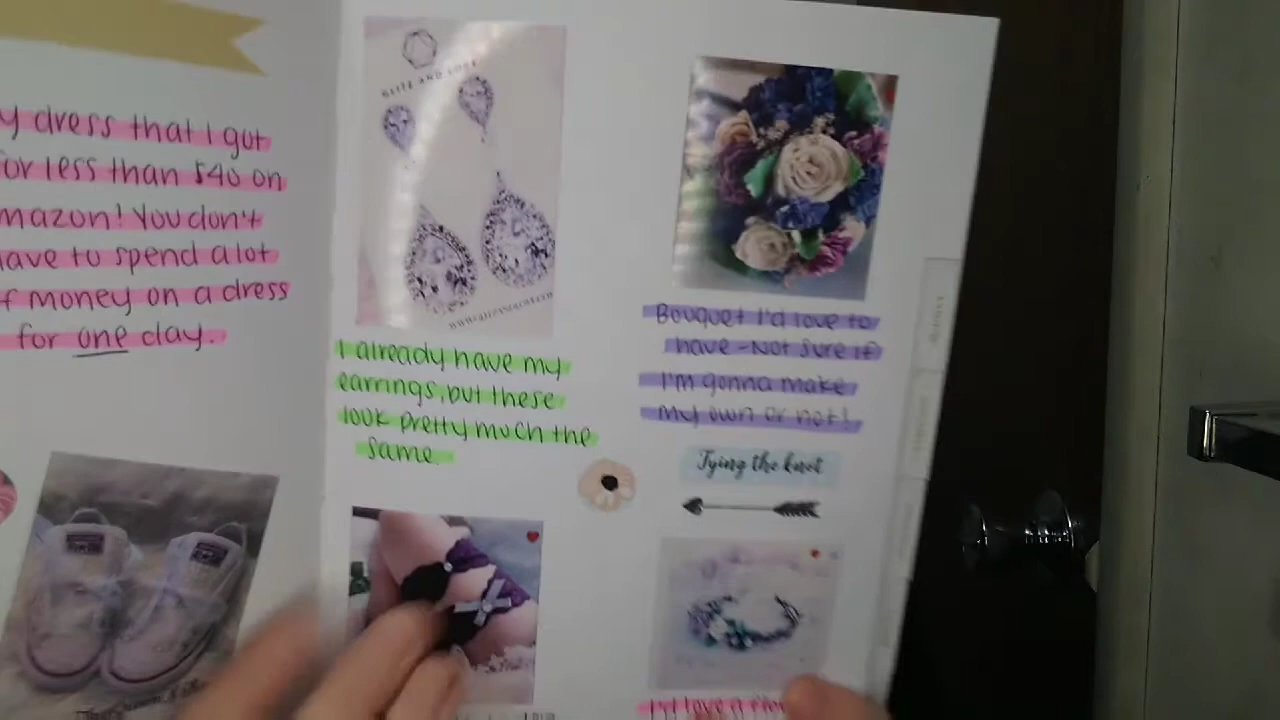 y dress that I got
for less than $40 on
mazon! You don't
have to spend a lot
of money on a dress
for one day.
I already have my
earrings, but these
look pretty much the
same.
Bouquet I'd love to
have - Not sure if
I'm gonna make
my own or not!
Tying the knot
I'd love a